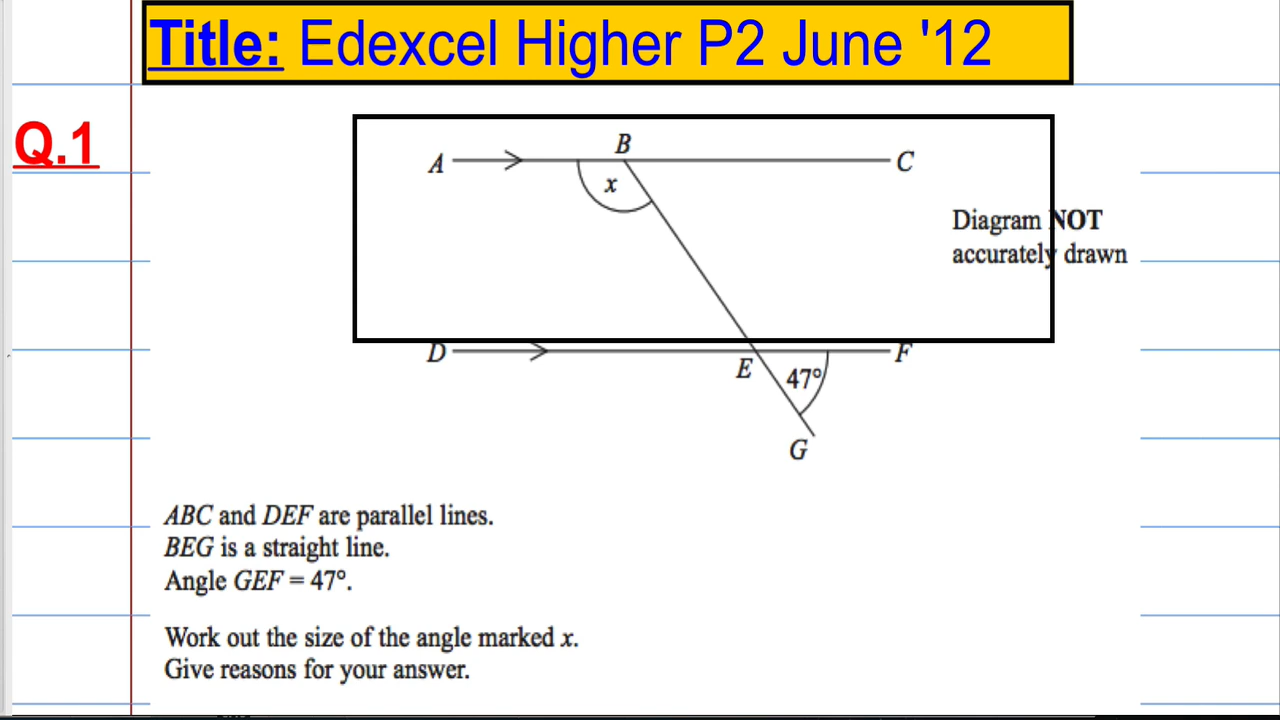 Title: Edexcel Higher P2 June '12
Q.1
B
A
C
x
Diagram NOT
accurately drawn
D
F
E
47°
G
ABC and DEF are parallel lines.
BEG is a straight line.
Angle GEF = 47°.
Work out the size of the angle marked x.
Give reasons for your answer.